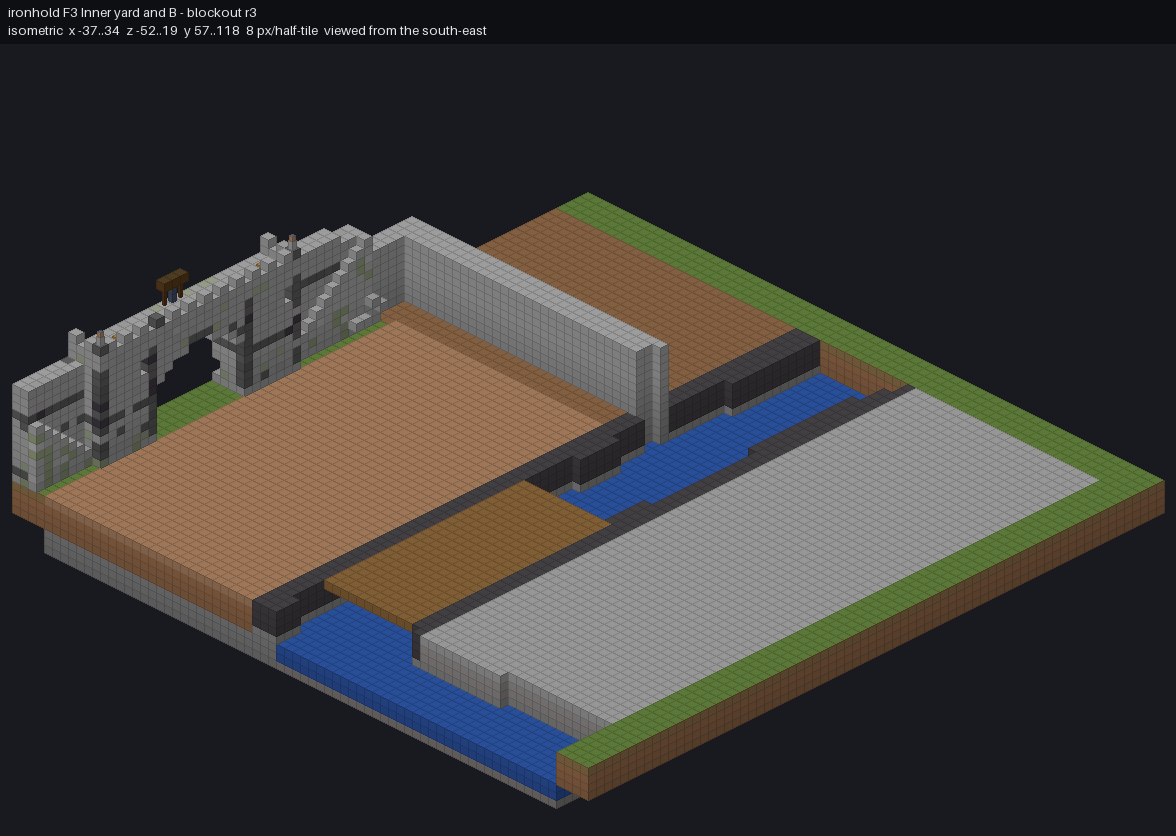 ironhold F3 Inner yard and B - blockout r3
isometric x -37..34 z -52..19 y 57..118 8 px/half-tile viewed from the south-east